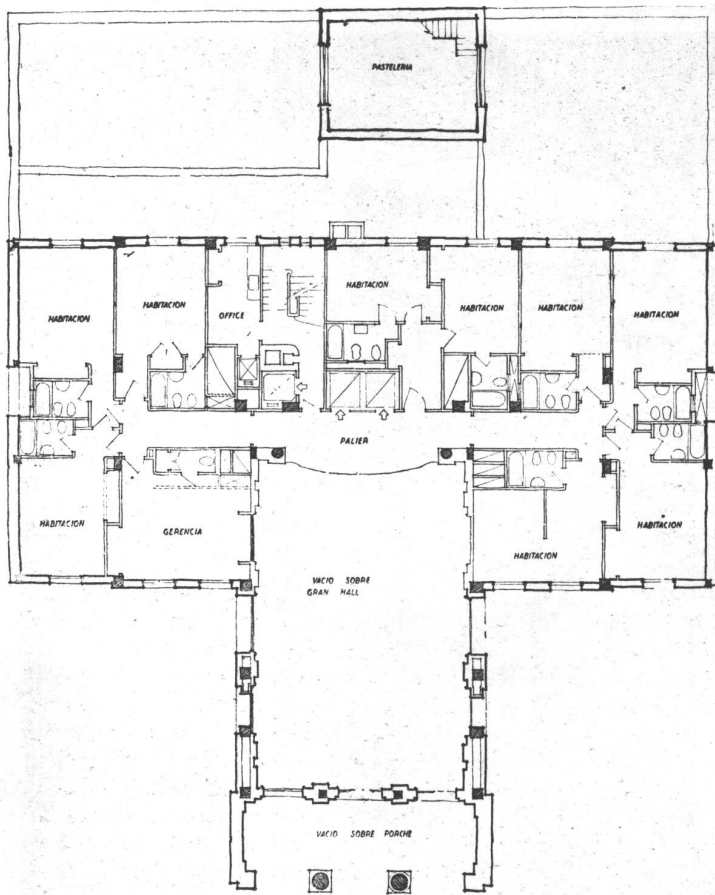 PASTELERIA
HABITACION
HABITACION
OFFICE
HABITACION
HABITACION
HABITACION
HABITACION
PALIER
HABITACION
GERENCIA
HABITACION
HABITACION
VACIO SOBRE
GRAN HALL
VACIO SOBRE PORCHE